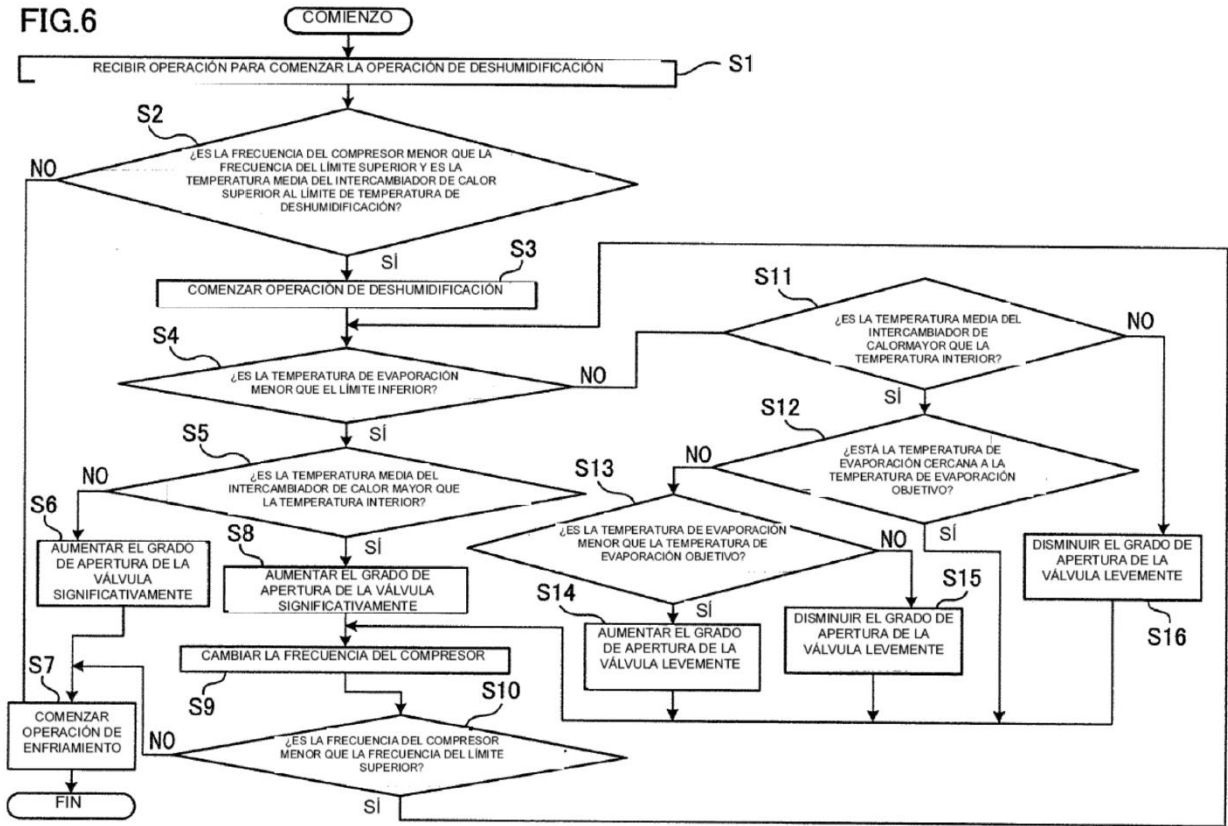 FIG.6
COMIENZO
RECIBIR OPERACIÓN PARA COMENZAR LA OPERACIÓN DE DESHUMIDIFICACIÓN
S1
S2
NO
¿ES LA FRECUENCIA DEL COMPRESOR MENOR QUE LA
FRECUENCIA DEL LÍMITE SUPERIOR Y ES LA
TEMPERATURA MEDIA DEL INTERCAMBIADOR DE CALOR
SUPERIOR AL LÍMITE DE TEMPERATURA DE
DESHUMIDIFICACIÓN?
SÍ
S3
COMENZAR OPERACIÓN DE DESHUMIDIFICACIÓN
S4
¿ES LA TEMPERATURA DE EVAPORACIÓN
MENOR QUE EL LÍMITE INFERIOR?
NO
SÍ
S5
NO
¿ES LA TEMPERATURA MEDIA DEL
INTERCAMBIADOR DE CALOR MAYOR QUE
LA TEMPERATURA INTERIOR?
SÍ
S6
AUMENTAR EL GRADO
DE APERTURA DE LA
VÁLVULA
SIGNIFICATIVAMENTE
S8
AUMENTAR EL GRADO DE
APERTURA DE LA VÁLVULA
SIGNIFICATIVAMENTE
CAMBIAR LA FRECUENCIA DEL COMPRESOR
S9
S7
COMENZAR
OPERACIÓN DE
ENFRIAMIENTO
FIN
S10
NO
¿ES LA FRECUENCIA DEL COMPRESOR
MENOR QUE LA FRECUENCIA DEL LÍMITE
SUPERIOR?
SÍ
S11
¿ES LA TEMPERATURA MEDIA DEL
INTERCAMBIADOR DE
CALORMAYOR QUE LA
TEMPERATURA INTERIOR?
NO
SÍ
S12
NO
¿ESTÁ LA TEMPERATURA DE
EVAPORACIÓN CERCANA A LA
TEMPERATURA DE EVAPORACIÓN
OBJETIVO?
SÍ
S13
¿ES LA TEMPERATURA DE EVAPORACIÓN
MENOR QUE LA TEMPERATURA DE
EVAPORACIÓN OBJETIVO?
NO
SÍ
S14
AUMENTAR EL GRADO
DE APERTURA DE LA
VÁLVULA LEVEMENTE
S15
DISMINUIR EL GRADO DE
APERTURA DE LA
VÁLVULA LEVEMENTE
DISMINUIR EL GRADO DE
APERTURA DE LA
VÁLVULA LEVEMENTE
S16